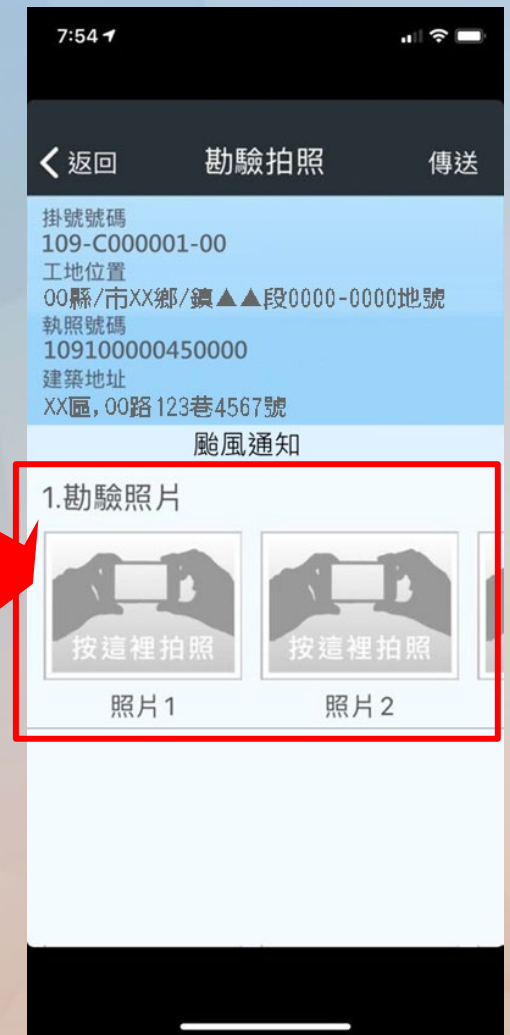 7:54
返回 勘驗拍照 傳送
掛號號碼
109-C000001-00
工地位置
00縣/市XX鄉/鎮▲▲段0000-0000地號
執照號碼
109100000450000
建築地址
XX區,00路123巷4567號
颱風通知
1.勘驗照片
按這裡拍照 按這裡拍照
照片1 照片2